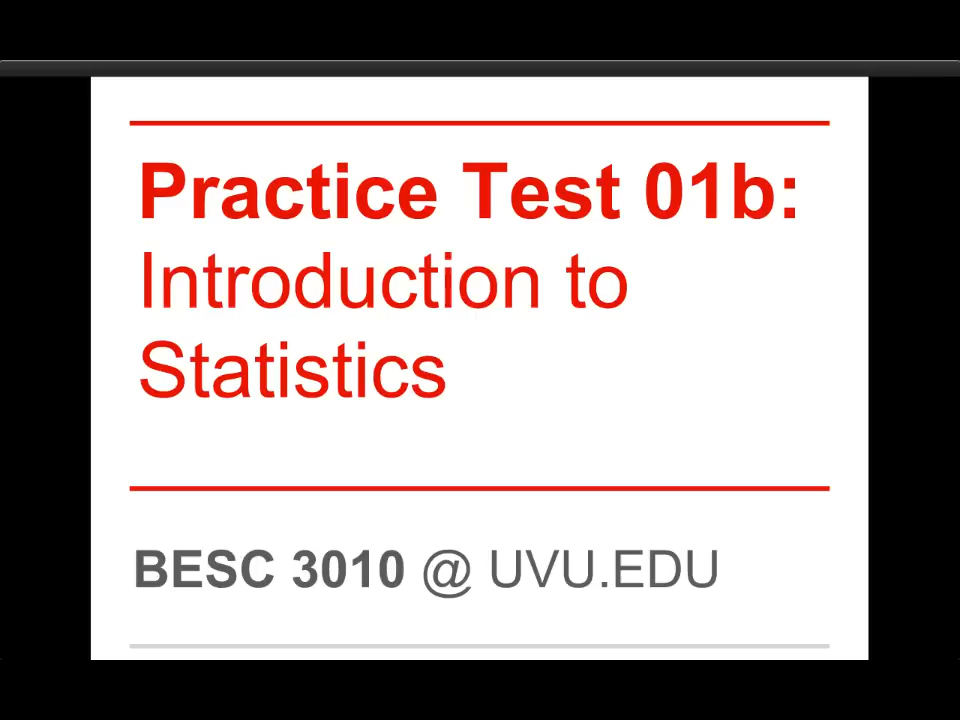 Practice Test 01b:
Introduction to
Statistics
BESC 3010 @ UVU.EDU